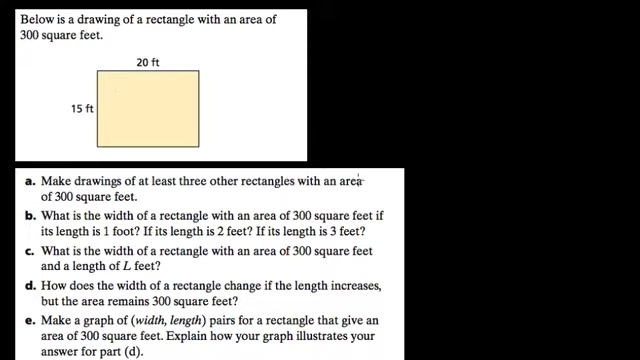 Below is a drawing of a rectangle with an area of
300 square feet.
20 ft
15 ft
a. Make drawings of at least three other rectangles with an area
of 300 square feet.
b. What is the width of a rectangle with an area of 300 square feet if
its length is 1 foot? If its length is 2 feet? If its length is 3 feet?
c. What is the width of a rectangle with an area of 300 square feet
and a length of L feet?
d. How does the width of a rectangle change if the length increases,
but the area remains 300 square feet?
e. Make a graph of (width, length) pairs for a rectangle that give an
area of 300 square feet. Explain how your graph illustrates your
answer for part (d).